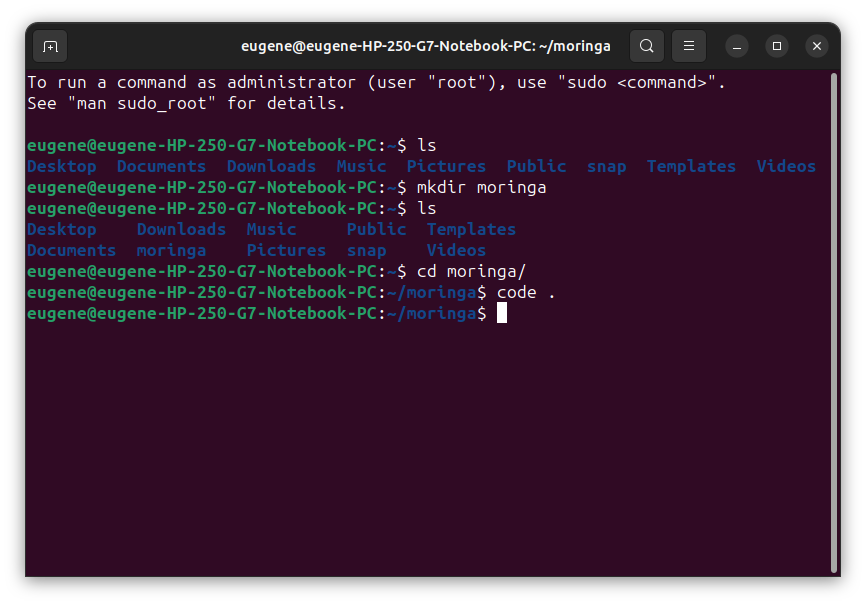 eugene@eugene-HP-250-G7-Notebook-PC: ~/moringa
To run a command as administrator (user "root"), use "sudo <command>".
See "man sudo_root" for details.
eugene@eugene-HP-250-G7-Notebook-PC:~$ ls
Desktop  Documents  Downloads  Music  Pictures  Public  snap  Templates  Videos
eugene@eugene-HP-250-G7-Notebook-PC:~$ mkdir moringa
eugene@eugene-HP-250-G7-Notebook-PC:~$ ls
Desktop    Downloads  Music     Public  Templates
Documents  moringa    Pictures  snap    Videos
eugene@eugene-HP-250-G7-Notebook-PC:~$ cd moringa/
eugene@eugene-HP-250-G7-Notebook-PC:~/moringa$ code .
eugene@eugene-HP-250-G7-Notebook-PC:~/moringa$